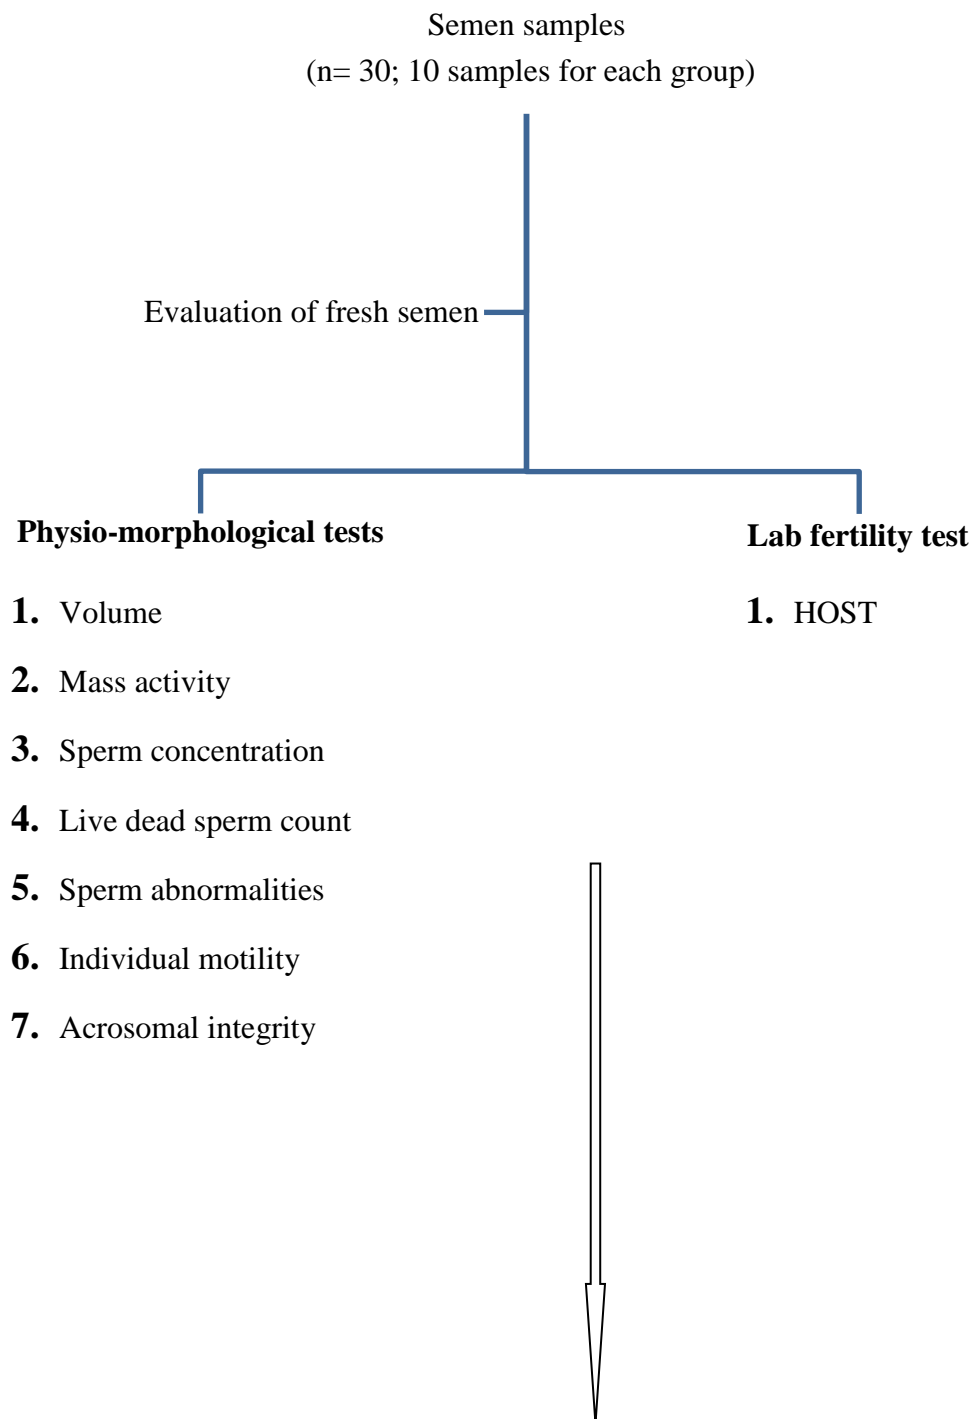 Semen samples
(n= 30; 10 samples for each group)
Evaluation of fresh semen
Physio-morphological tests
1. Volume
2. Mass activity
3. Sperm concentration
4. Live dead sperm count
5. Sperm abnormalities
6. Individual motility
7. Acrosomal integrity
Lab fertility test
1. HOST